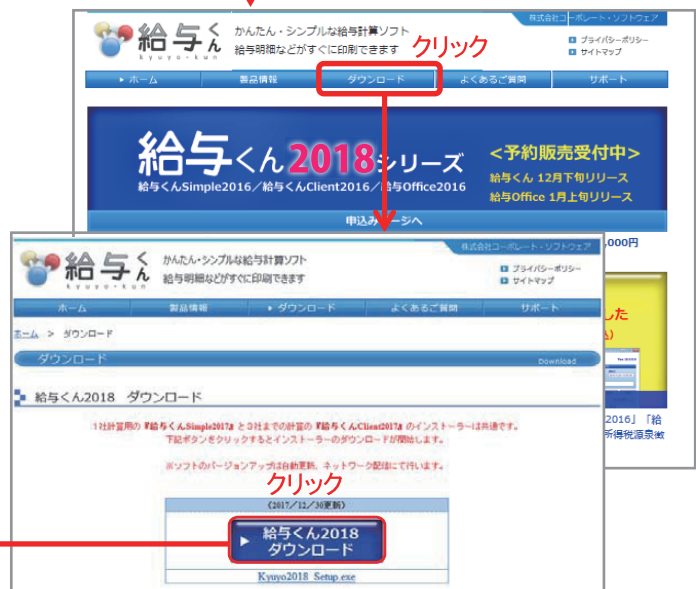 株式会社コーポレート・ソフトウェア
給与くん
kyuyo-kun
かんたん・シンプルな給与計算ソフト
給与明細などがすぐに印刷できます
クリック
プライバシーポリシー
サイトマップ
ホーム
製品情報
ダウンロード
よくあるご質問
サポート
給与くん2018シリーズ
給与くんSimple2016／給与くんClient2016／給与Office2016
<予約販売受付中>
給与くん 12月下旬リリース
給与Office 1月上旬リリース
申込みページへ
,000円
した
2016」「給
所得税源泉徴
株式会社コーポレート・ソフトウェア
給与くん
kyuyo-kun
かんたん・シンプルな給与計算ソフト
給与明細などがすぐに印刷できます
プライバシーポリシー
サイトマップ
ホーム
製品情報
ダウンロード
よくあるご質問
サポート
ホーム > ダウンロード
ダウンロード
Download
給与くん2018 ダウンロード
1社計算用の『給与くんSimple2017』と3社までの計算の『給与くんClient2017』のインストーラーは共通です。
下記ボタンをクリックするとインストーラーのダウンロードが開始します。
※ソフトのバージョンアップは自動更新、ネットワーク配信にて行います。
クリック
(2017/12/30更新)
給与くん2018
ダウンロード
Kyuyo2018_Setup.exe